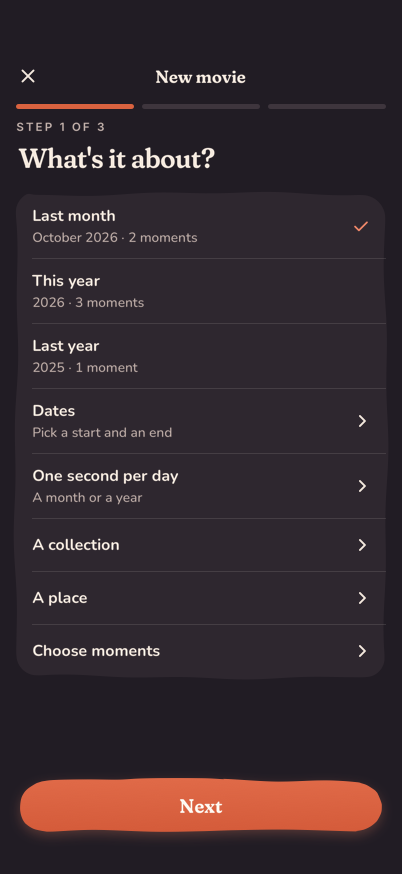 New movie
STEP 1 OF 3
What's it about?
Last month
October 2026 · 2 moments
This year
2026 · 3 moments
Last year
2025 · 1 moment
Dates
Pick a start and an end
One second per day
A month or a year
A collection
A place
Choose moments
Next